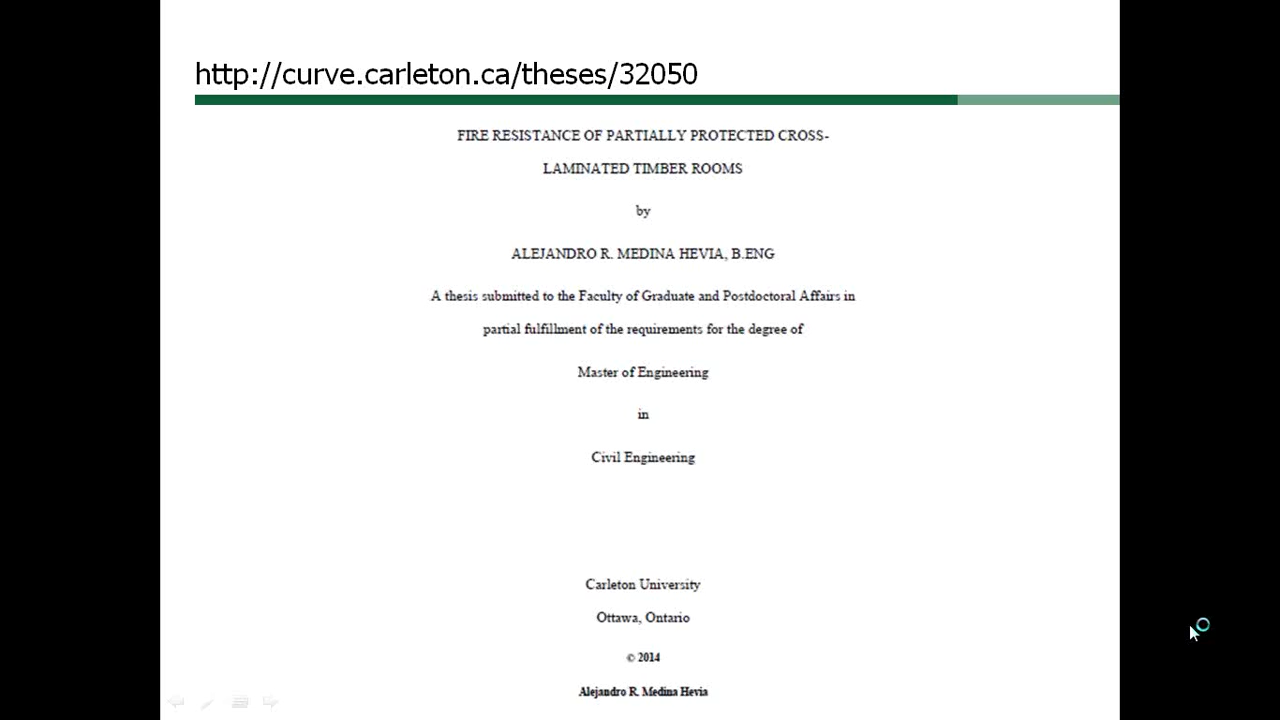 http://curve.carleton.ca/theses/32050
FIRE RESISTANCE OF PARTIALLY PROTECTED CROSS-
LAMINATED TIMBER ROOMS
by
ALEJANDRO R. MEDINA HEVIA, B.ENG
A thesis submitted to the Faculty of Graduate and Postdoctoral Affairs in
partial fulfillment of the requirements for the degree of
Master of Engineering
in
Civil Engineering
Carleton University
Ottawa, Ontario
© 2014
Alejandro R. Medina Hevia